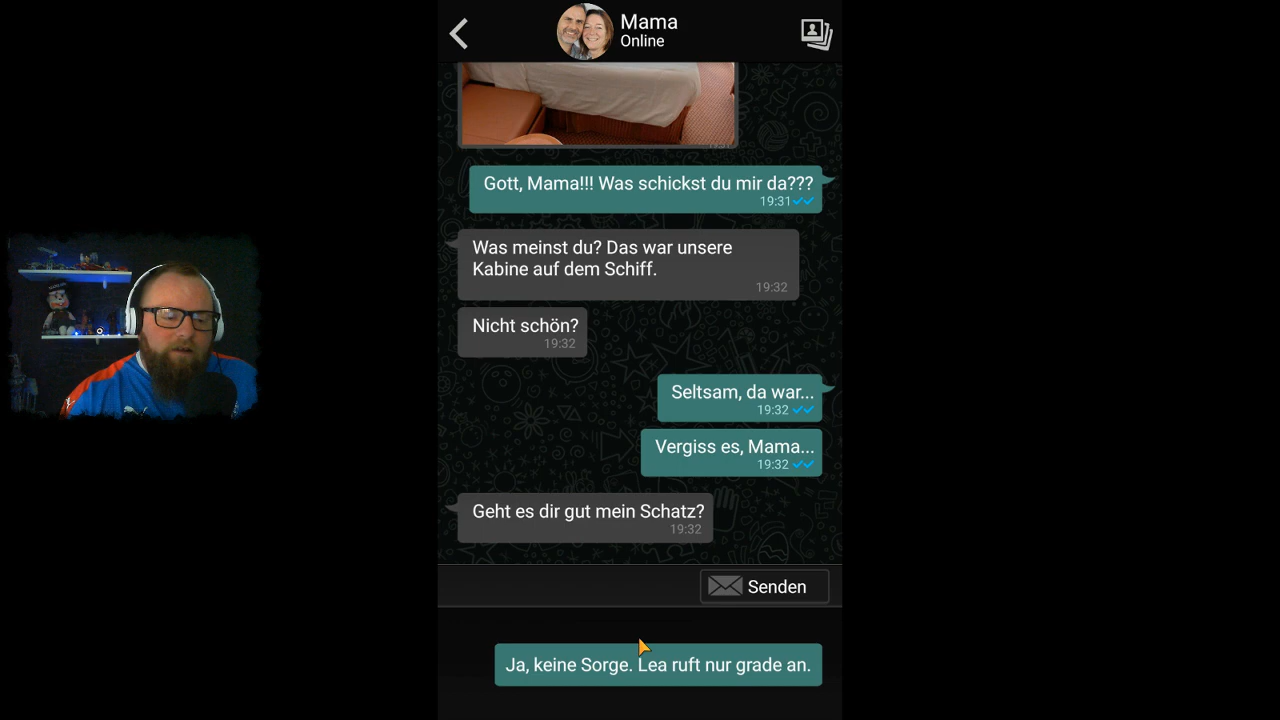 Mama
Online
Gott, Mama!!! Was schickst du mir da???
19:31
Was meinst du? Das war unsere
Kabine auf dem Schiff.
19:32
Nicht schön?
19:32
Seltsam, da war...
19:32
Vergiss es, Mama...
19:32
Geht es dir gut mein Schatz?
19:32
Senden
Ja, keine Sorge. Lea ruft nur grade an.